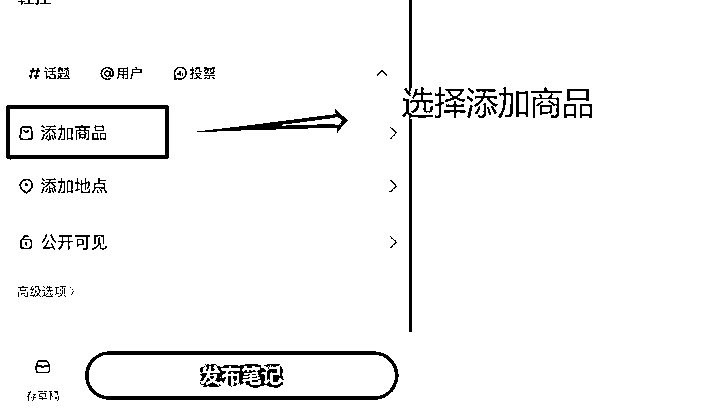 # 话题 @用户 投票
选择添加商品
添加商品
添加地点
公开可见
高级选项
存草稿
发布笔记